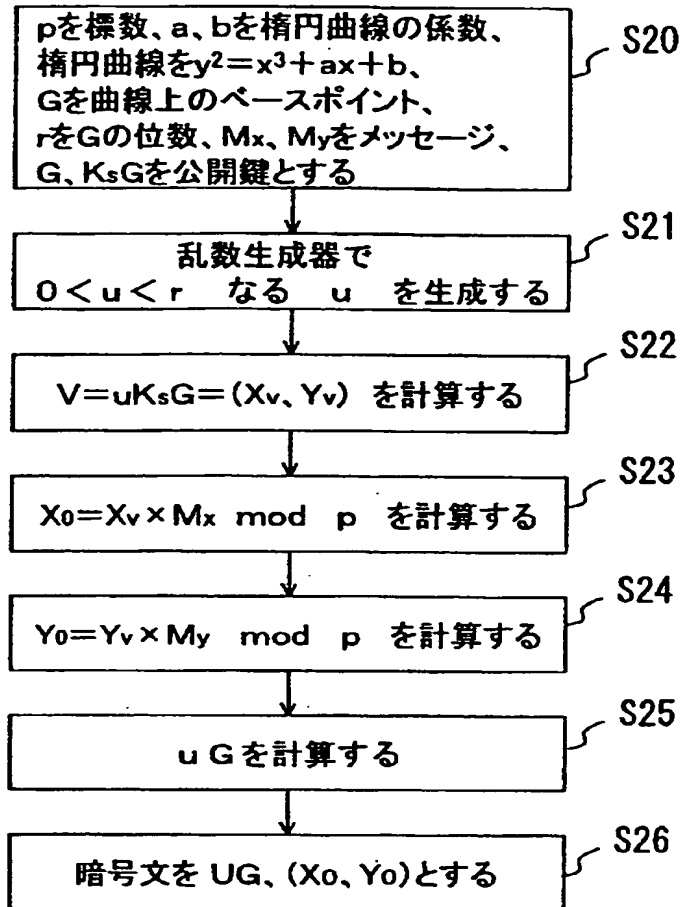 pを標数、a、bを楕円曲線の係数、
楕円曲線をy²=x³+ax+b、
Gを曲線上のベースポイント、
rをGの位数、Mx、Myをメッセージ、
G、KsGを公開鍵とする
S20
乱数生成器で
0<u<r なる u を生成する
S21
V=uKsG=(Xv、Yv) を計算する
S22
X0=Xv×Mx mod p を計算する
S23
Y0=Yv×My mod p を計算する
S24
uGを計算する
S25
暗号文を UG、(X0、Y0)とする
S26